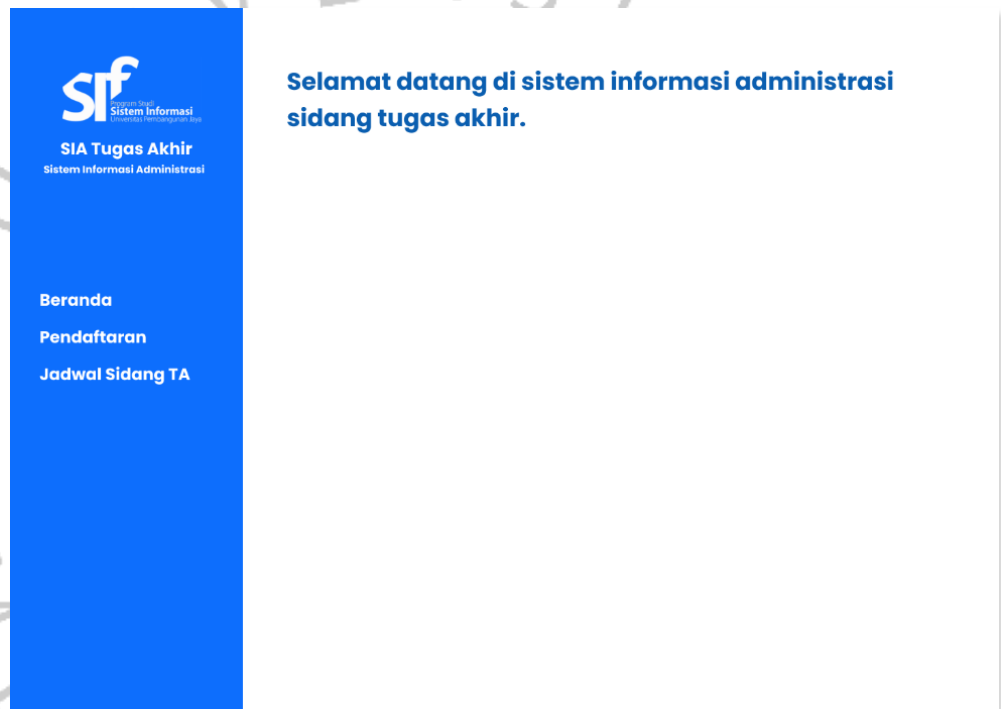 SIf
Program Studi
Sistem Informasi
Universitas Pembangunan Jaya
SIA Tugas Akhir
Sistem Informasi Administrasi
Beranda
Pendaftaran
Jadwal Sidang TA
Selamat datang di sistem informasi administrasi
sidang tugas akhir.